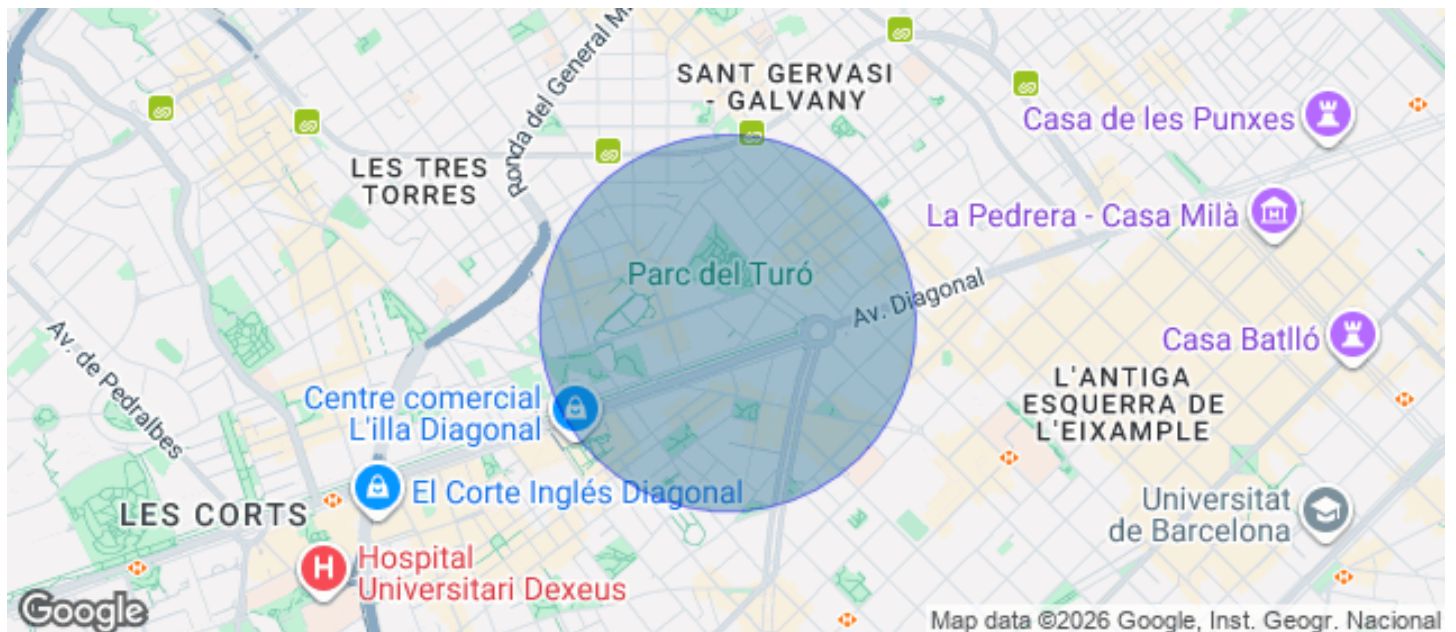 Ronda del General Mi
SANT GERVASI
- GALVANY
Casa de les Punxes
LES TRES
TORRES
La Pedrera - Casa Milà
Parc del Turó
Av. Diagonal
Av. de Pedralbes
Casa Batlló
Centre comercial
L'illa Diagonal
L'ANTIGA
ESQUERRA DE
L'EIXAMPLE
El Corte Inglés Diagonal
LES CORTS
Universitat
de Barcelona
H
Hospital
Universitari Dexeus
Google
Map data ©2026 Google, Inst. Geogr. Nacional